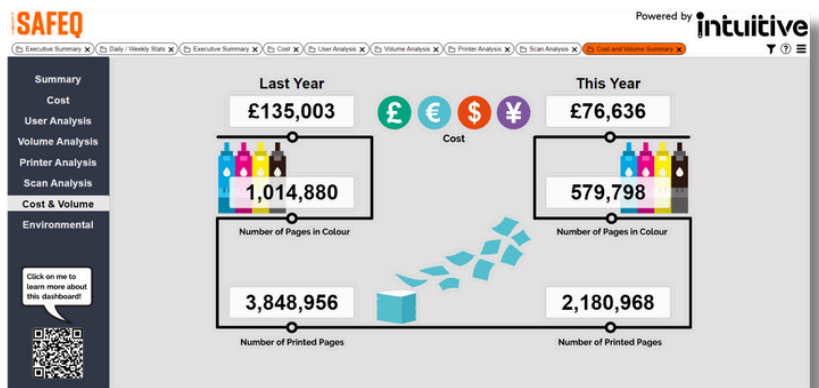 SAFEQ
Powered by intuitive
Executive Summary X Daily / Weekly Stats X Executive Summary X Cost X User Analysis X Volume Analysis X Printer Analysis X Scan Analysis X Cost and Volume Summary X
Summary
Cost
User Analysis
Volume Analysis
Printer Analysis
Scan Analysis
Cost & Volume
Environmental
Click on me to
learn more about
this dashboard!
Last Year
£135,003
1,014,880
Number of Pages in Colour
3,848,956
Number of Printed Pages
£ € $ ¥
Cost
This Year
£76,636
579,798
Number of Pages in Colour
2,180,968
Number of Printed Pages